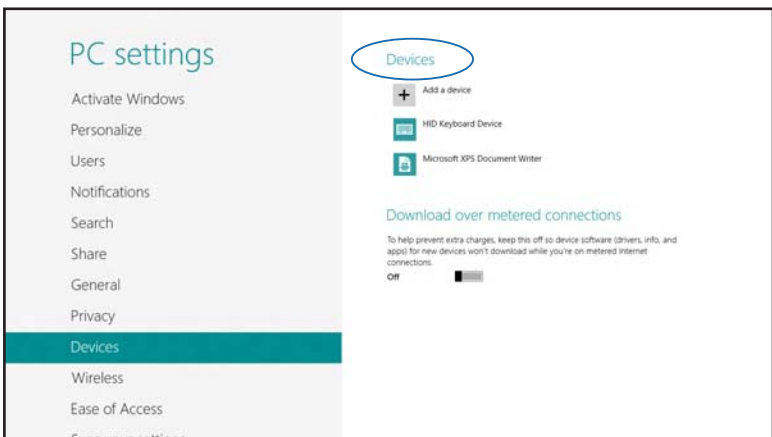 PC settings
Activate Windows
Personalize
Users
Notifications
Search
Share
General
Privacy
Devices
Wireless
Ease of Access
Devices
Add a device
HID Keyboard Device
Microsoft XPS Document Writer
Download over metered connections
To help prevent extra charges, keep this off so device software (drivers, info, and
apps) for new devices won't download while you're on metered Internet
connections.
Off